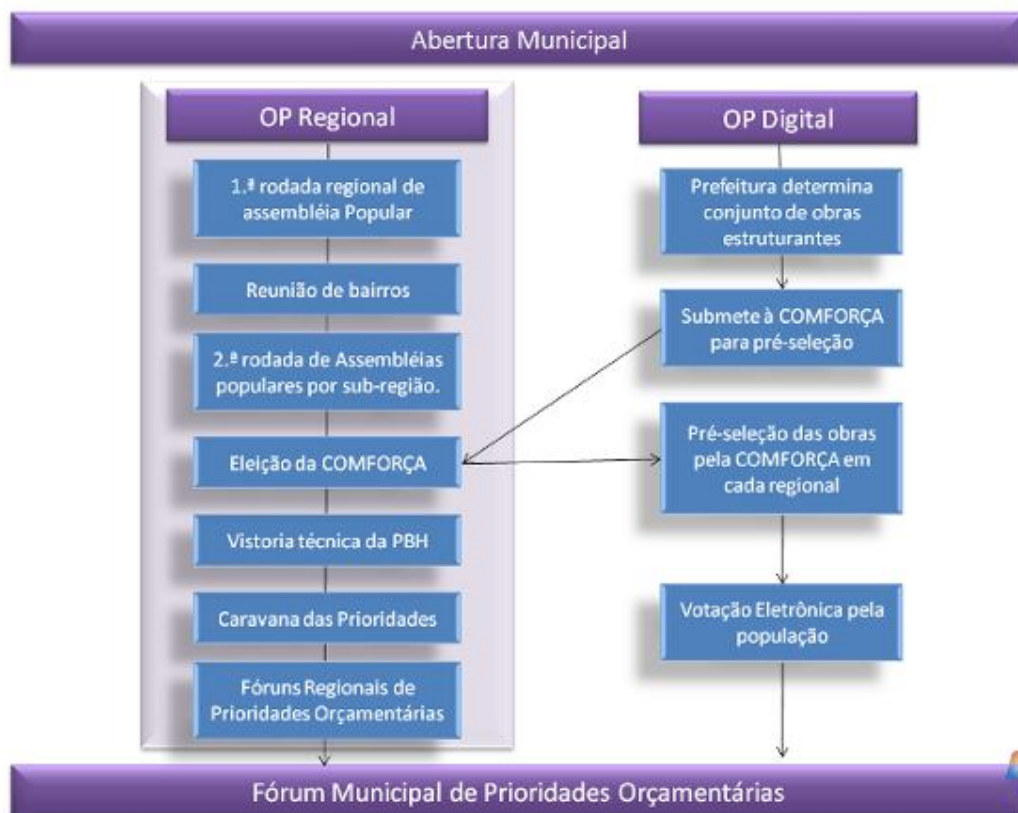 Abertura Municipal
OP Regional
1.ª rodada regional de
assembléia Popular
Reunião de bairros
2.ª rodada de Assembléias
populares por sub-região.
Eleição da COMFORÇA
Vistoria técnica da PBH
Caravana das Prioridades
Fóruns Regionais de
Prioridades Orçamentárias
OP Digital
Prefeitura determina
conjunto de obras
estruturantes
Submete à COMFORÇA
para pré-seleção
Pré-seleção das obras
pela COMFORÇA em
cada regional
Votação Eletrônica pela
população
Fórum Municipal de Prioridades Orçamentárias